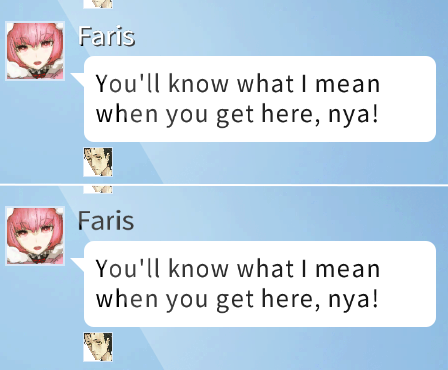 Faris
You'll know what I mean
when you get here, nya!
Faris
You'll know what I mean
when you get here, nya!